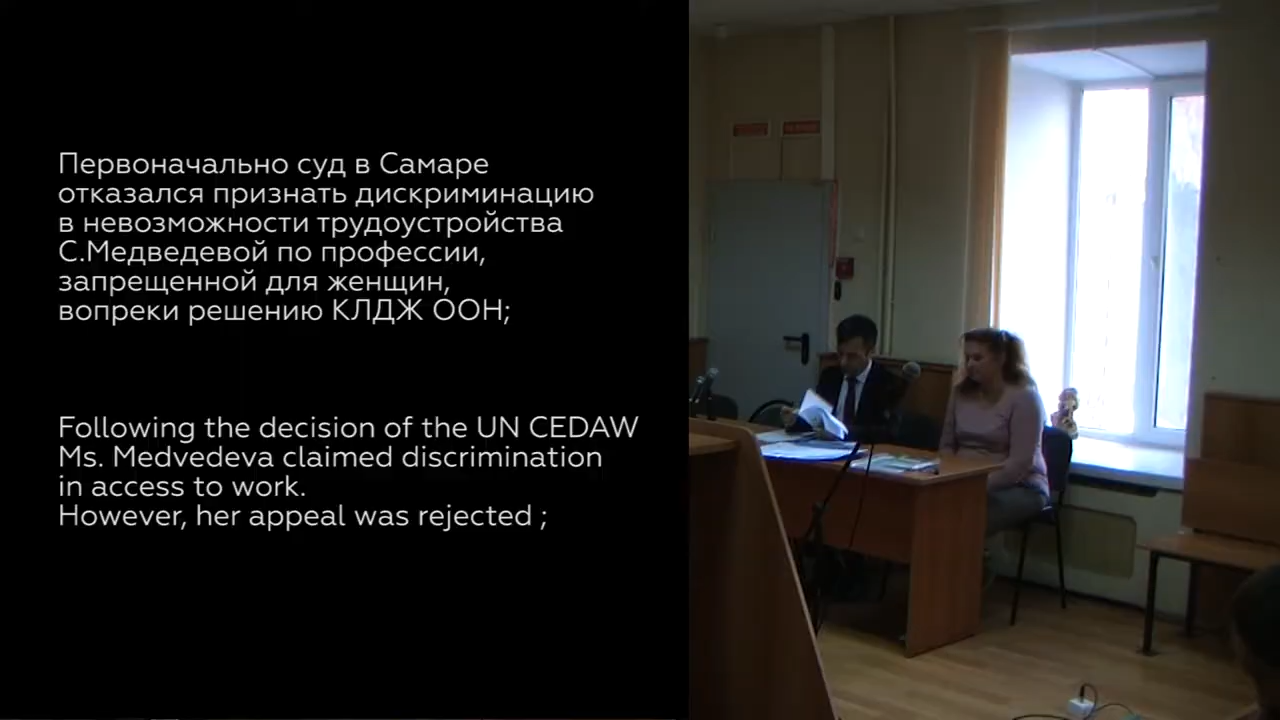 Первоначально суд в Самаре
отказался признать дискриминацию
в невозможности трудоустройства
С.Медведевой по профессии,
запрещенной для женщин,
вопреки решению КЛДЖ ООН;
Following the decision of the UN CEDAW
Ms. Medvedeva claimed discrimination
in access to work.
However, her appeal was rejected ;